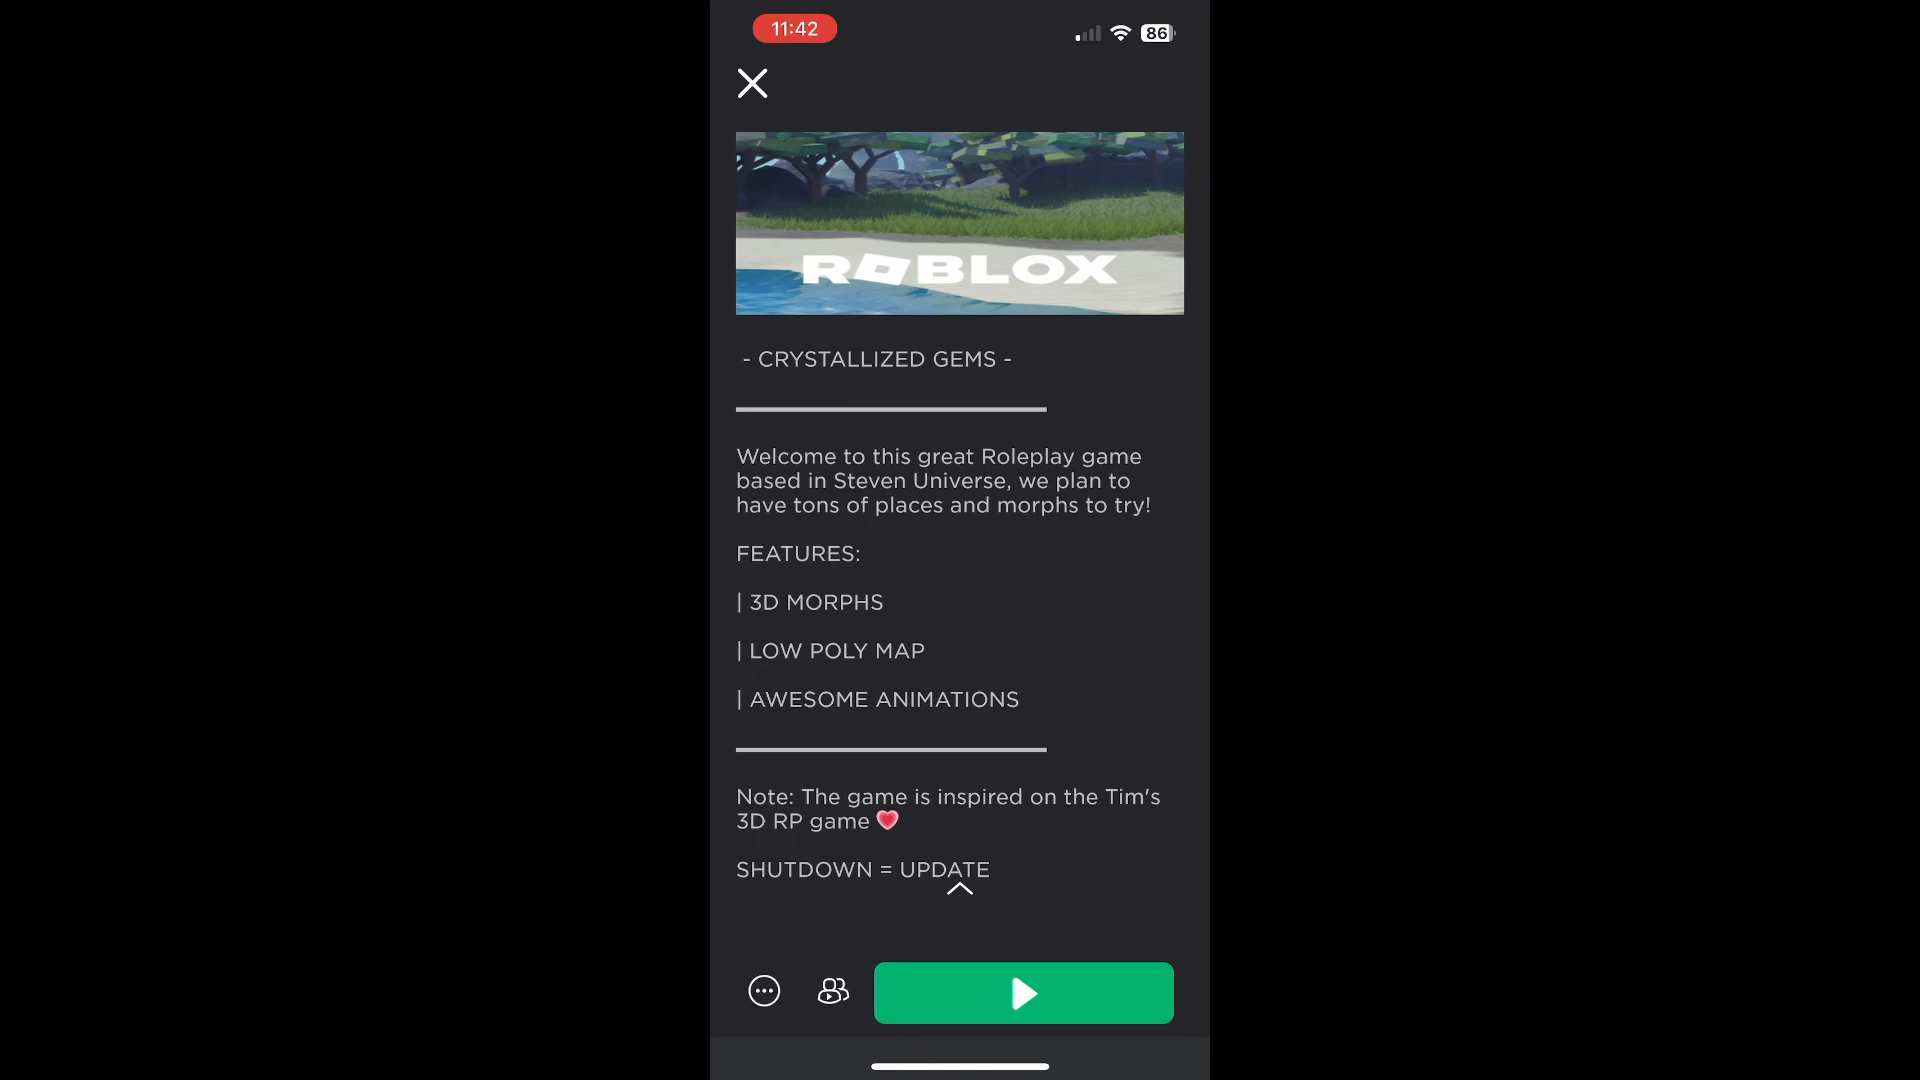 11:42
86
ROBLOX
- CRYSTALLIZED GEMS -
Welcome to this great Roleplay game
based in Steven Universe, we plan to
have tons of places and morphs to try!
FEATURES:
| 3D MORPHS
| LOW POLY MAP
| AWESOME ANIMATIONS
Note: The game is inspired on the Tim's
3D RP game 💗
SHUTDOWN = UPDATE